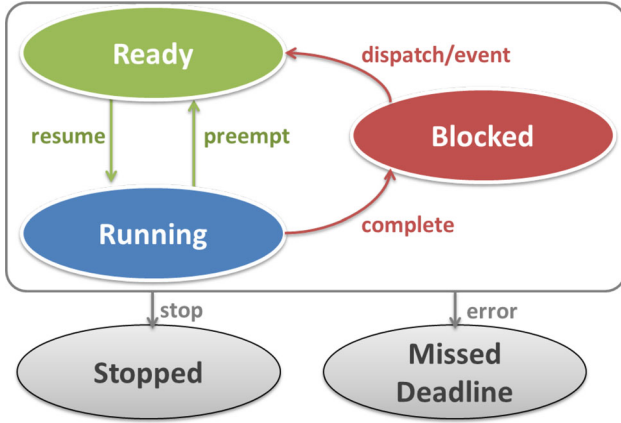 Ready
dispatch/event
resume
preempt
Blocked
Running
complete
stop
error
Stopped
Missed
Deadline